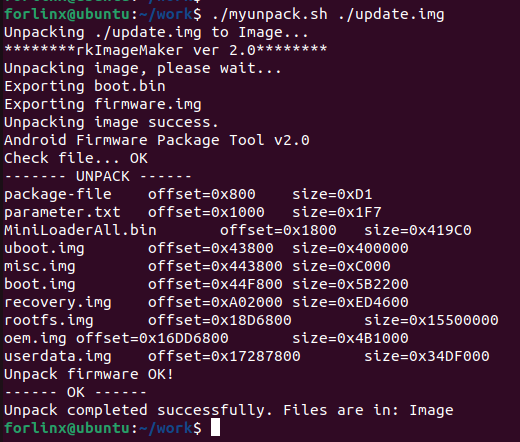 forlinx@ubuntu:~/work$
forlinx@ubuntu:~/work$ ./myunpack.sh ./update.img
Unpacking ./update.img to Image...
********rkImageMaker ver 2.0********
Unpacking image, please wait...
Exporting boot.bin
Exporting firmware.img
Unpacking image success.
Android Firmware Package Tool v2.0
Check file... OK
------- UNPACK ------
package-file    offset=0x800    size=0xD1
parameter.txt   offset=0x1000   size=0x1F7
MiniLoaderAll.bin       offset=0x1800   size=0x419C0
uboot.img       offset=0x43800  size=0x400000
misc.img        offset=0x443800 size=0xC000
boot.img        offset=0x44F800 size=0x5B2200
recovery.img    offset=0xA02000 size=0xED4600
rootfs.img      offset=0x18D6800        size=0x15500000
oem.img offset=0x16DD6800       size=0x4B1000
userdata.img    offset=0x17287800       size=0x34DF000
Unpack firmware OK!
------ OK ------
Unpack completed successfully. Files are in: Image
forlinx@ubuntu:~/work$